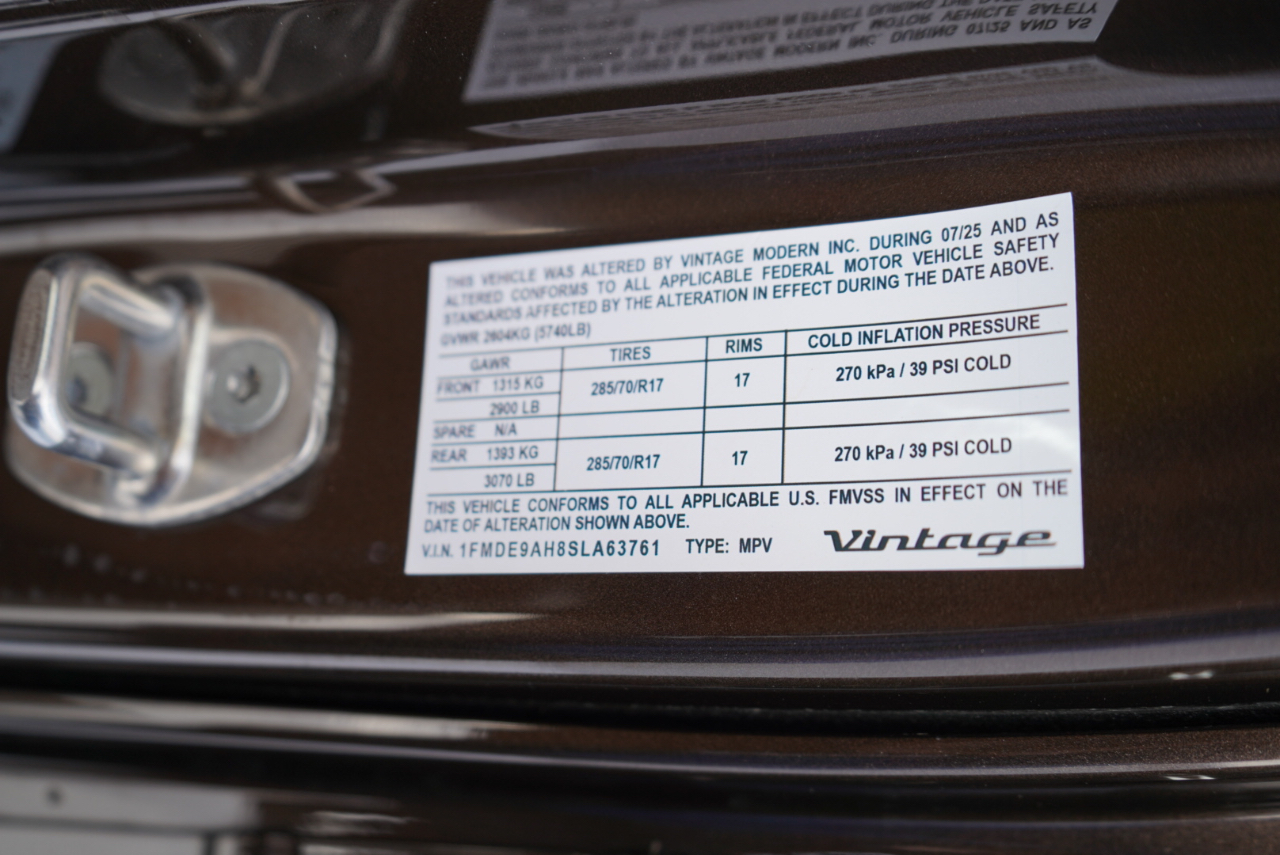 THIS VEHICLE WAS ALTERED BY VINTAGE MODERN INC. DURING 07/25 AND AS
ALTERED CONFORMS TO ALL APPLICABLE FEDERAL MOTOR VEHICLE SAFETY
STANDARDS AFFECTED BY THE ALTERATION IN EFFECT DURING THE DATE ABOVE.
GVWR 2604KG (5740LB)
GAWR TIRES RIMS COLD INFLATION PRESSURE
FRONT 1315 KG 285/70/R17 17 270 kPa / 39 PSI COLD
2900 LB
SPARE N/A
REAR 1393 KG 285/70/R17 17 270 kPa / 39 PSI COLD
3070 LB
THIS VEHICLE CONFORMS TO ALL APPLICABLE U.S. FMVSS IN EFFECT ON THE
DATE OF ALTERATION SHOWN ABOVE.
V.I.N. 1FMDE9AH8SLA63761 TYPE: MPV Vintage